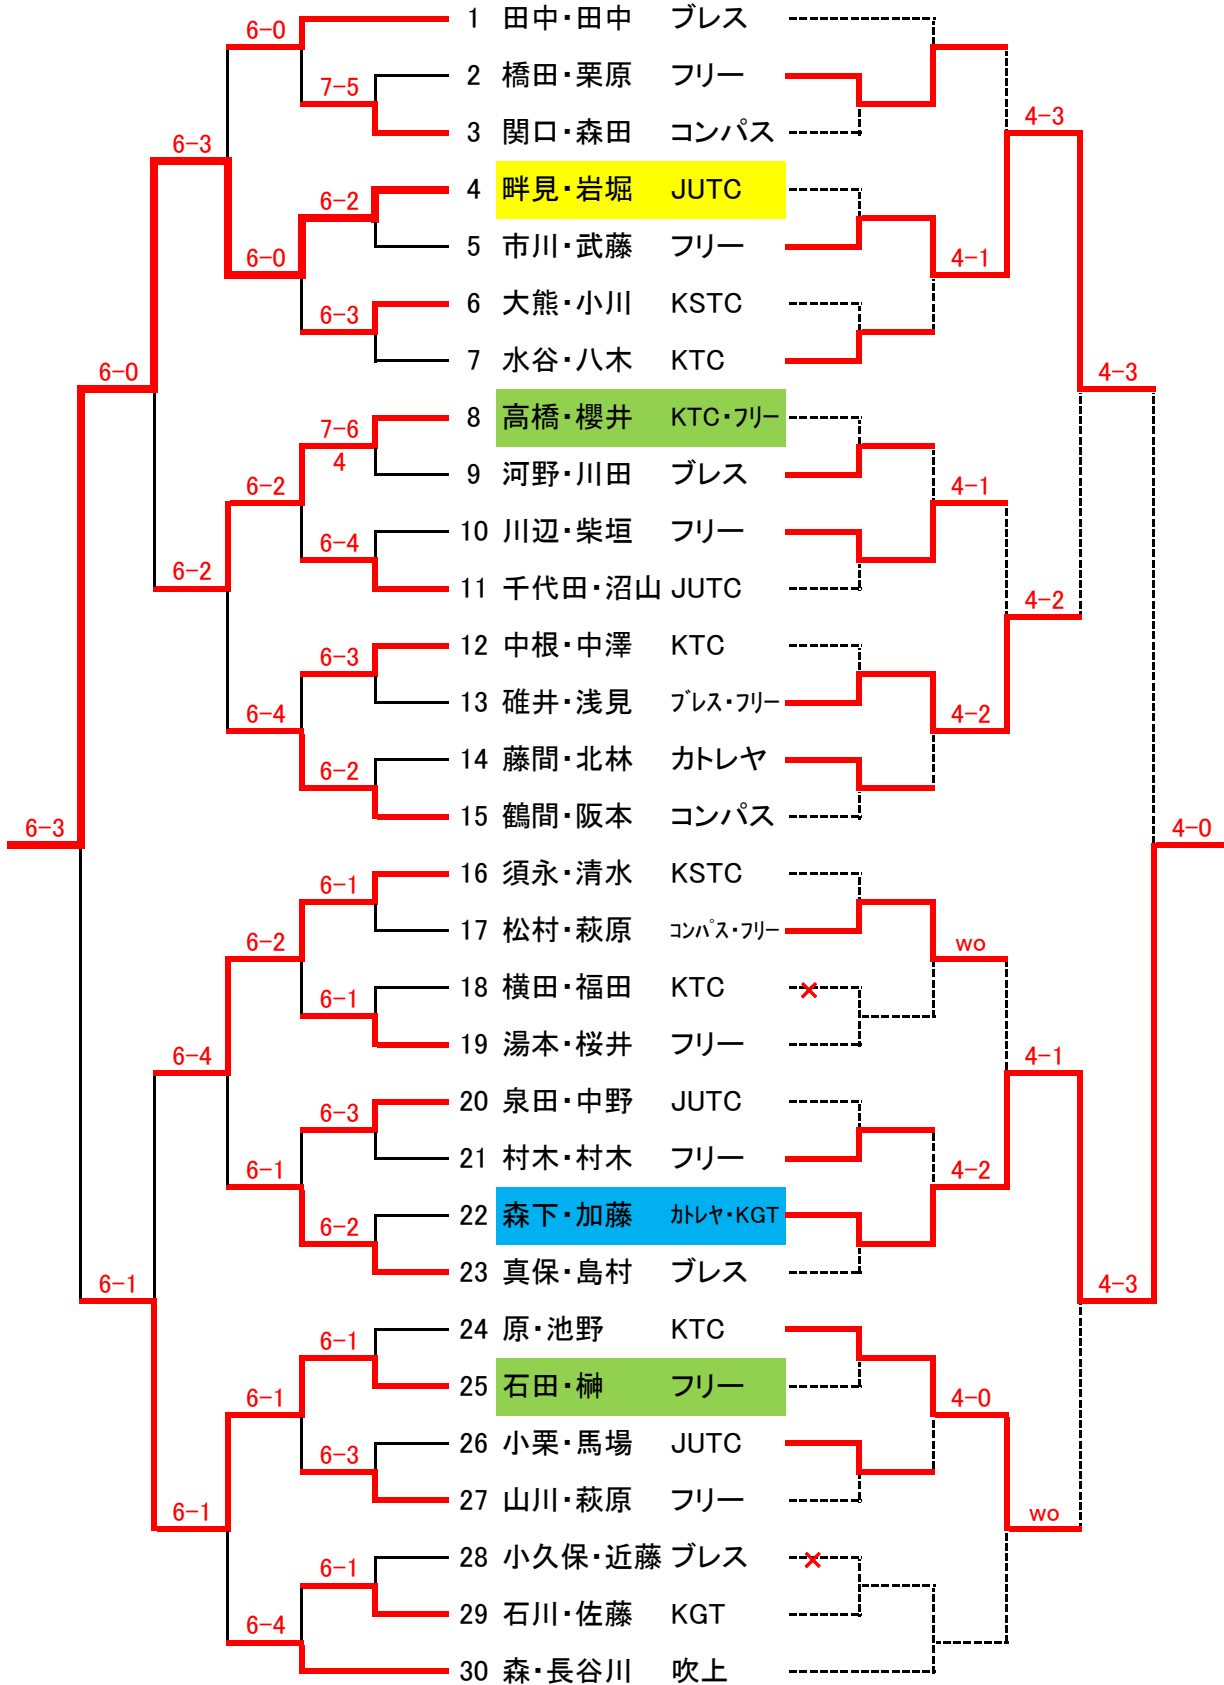 1 田中・田中 ブレス
6-0
2 橋田・栗原 フリー
7-5
4-3
3 関口・森田 コンパス
6-3
4 畔見・岩堀 JUTC
6-2
5 市川・武藤 フリー
6-0 4-1
6 大熊・小川 KSTC
6-3
7 水谷・八木 KTC
6-0 4-3
8 高橋・櫻井 KTC・フリー
7-6
4
9 河野・川田 ブレス
6-2 4-1
10 川辺・柴垣 フリー
6-4
6-2
11 千代田・沼山 JUTC
4-2
12 中根・中澤 KTC
6-3
13 碓井・浅見 ブレス・フリー
6-4 4-2
14 藤間・北林 カトレヤ
6-2
15 鶴間・阪本 コンパス
6-3 4-0
16 須永・清水 KSTC
6-1
17 松村・萩原 コンパス・フリー
6-2 wo
18 横田・福田 KTC
6-1
19 湯本・桜井 フリー
6-4 4-1
20 泉田・中野 JUTC
6-3
21 村木・村木 フリー
6-1 4-2
22 森下・加藤 カトレヤ・KGT
6-2
23 真保・島村 ブレス
6-1 4-3
24 原・池野 KTC
6-1
25 石田・榊 フリー
6-1 4-0
26 小栗・馬場 JUTC
6-3
27 山川・萩原 フリー
6-1 wo
28 小久保・近藤 ブレス
6-1
29 石川・佐藤 KGT
6-4
30 森・長谷川 吹上